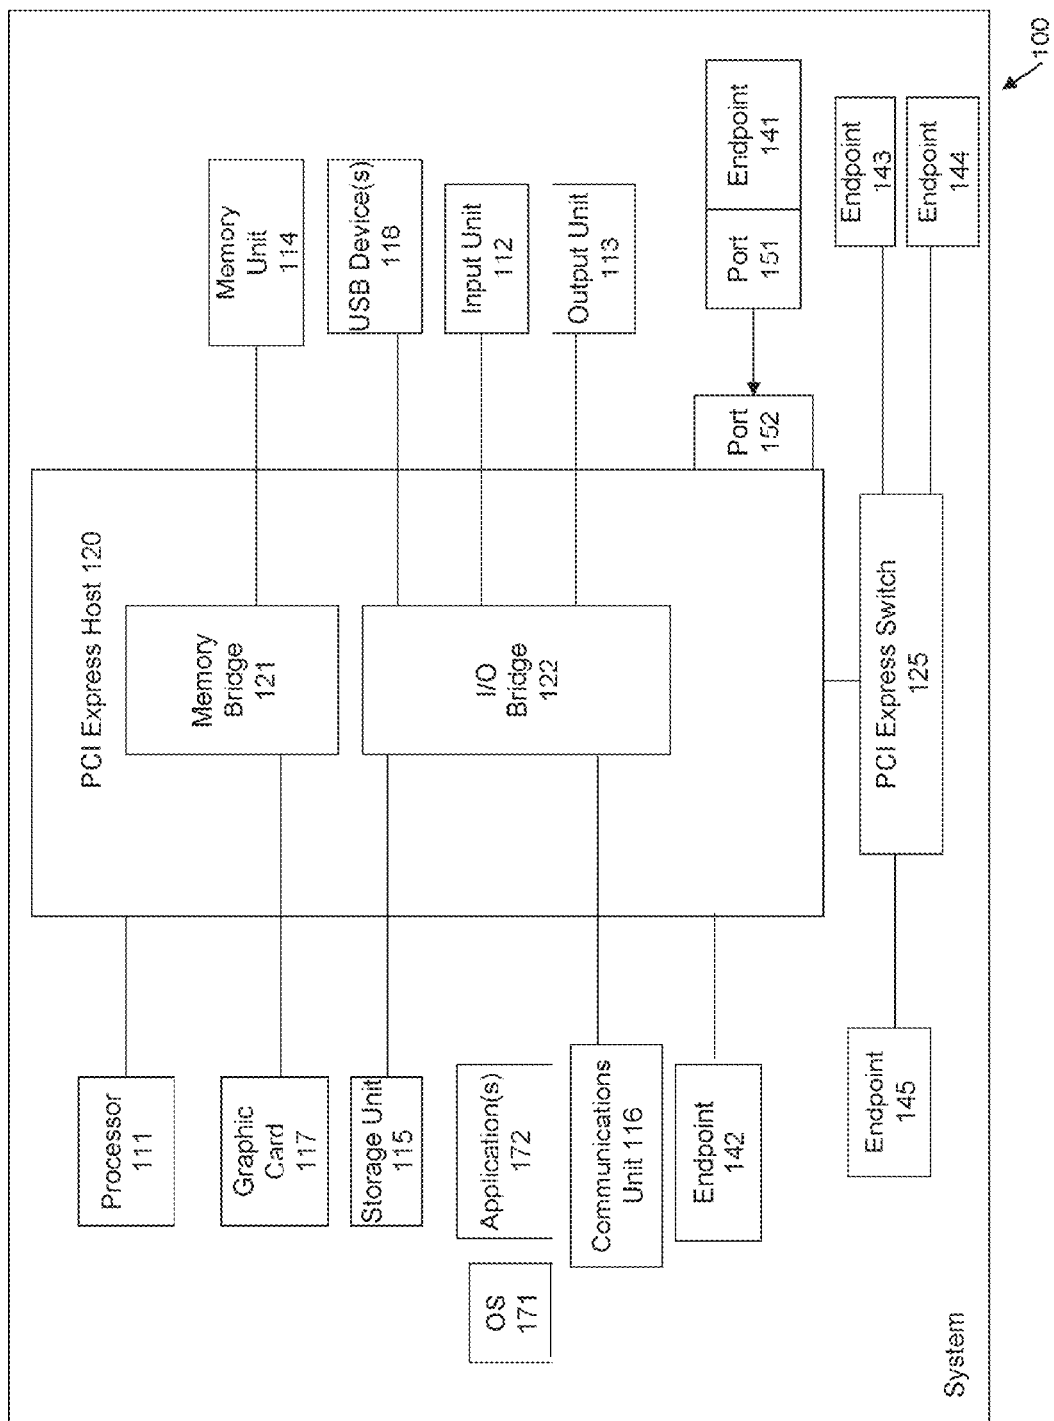 PCI Express Host 120
Processor
111
Memory
Bridge
121
Memory
Unit
114
Graphic
Card
117
USB Device(s)
118
Storage Unit
115
I/O
Bridge
122
Input Unit
112
OS
171
Application(s)
172
Output Unit
113
Communications
Unit 116
Endpoint
142
Port
152
Port
151
Endpoint
141
Endpoint
145
PCI Express Switch
125
Endpoint
143
Endpoint
144
System
100